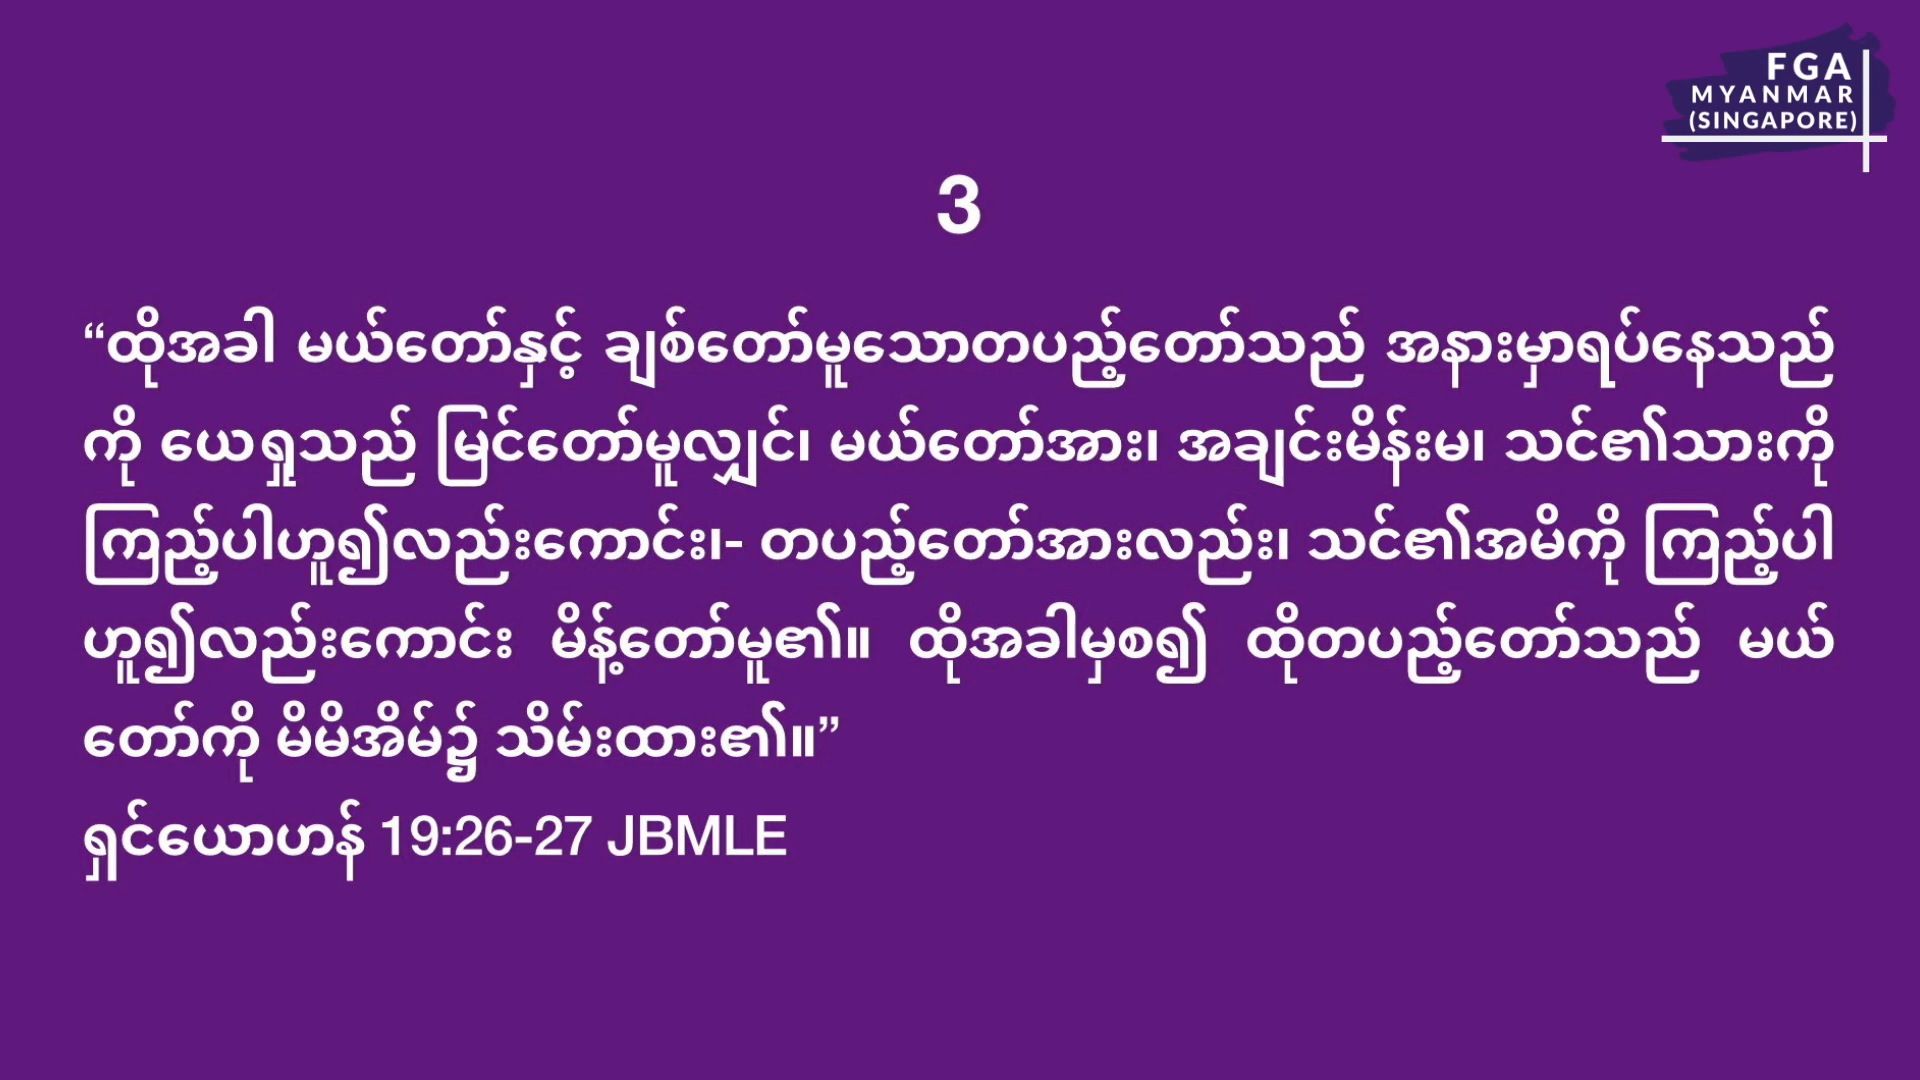 FGA
MYANMAR
(SINGAPORE)
3
“ထိုအခါ မယ်တော်နှင့် ချစ်တော်မူသောတပည့်တော်သည် အနားမှာရပ်နေသည်
ကို ယေရှုသည် မြင်တော်မူလျှင်၊ မယ်တော်အား၊ အချင်းမိန်းမ၊ သင်၏သားကို
ကြည့်ပါဟူ၍လည်းကောင်း၊- တပည့်တော်အားလည်း၊ သင်၏အမိကို ကြည့်ပါ
ဟူ၍လည်းကောင်း မိန့်တော်မူ၏။ ထိုအခါမှစ၍ ထိုတပည့်တော်သည် မယ်
တော်ကို မိမိအိမ်၌ သိမ်းထား၏။”
ရှင်ယောဟန် 19:26-27 JBMLE